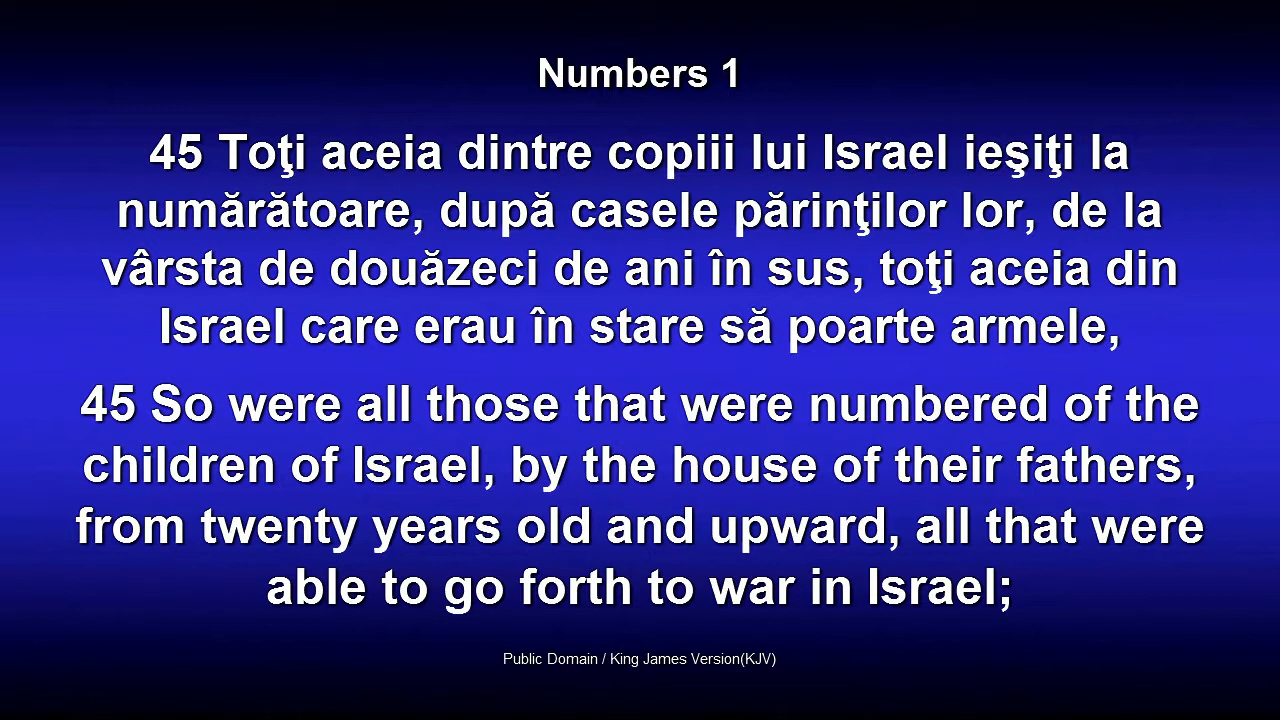 Numbers 1
45 Toţi aceia dintre copiii lui Israel ieşiţi la
numărătoare, după casele părinţilor lor, de la
vârsta de douăzeci de ani în sus, toţi aceia din
Israel care erau în stare să poarte armele,
45 So were all those that were numbered of the
children of Israel, by the house of their fathers,
from twenty years old and upward, all that were
able to go forth to war in Israel;
Public Domain / King James Version(KJV)